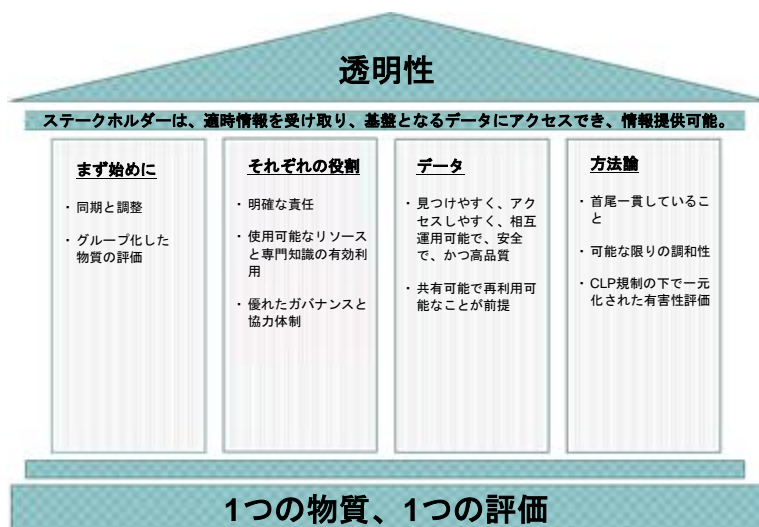 透明性
ステークホルダーは、適時情報を受け取り、基盤となるデータにアクセスでき、情報提供可能。
まず始めに
・ 同期と調整
・ グループ化した
物質の評価
それぞれの役割
・ 明確な責任
・ 使用可能なリソース
と専門知識の有効利
用
・ 優れたガバナンスと
協力体制
データ
・ 見つけやすく、アク
セスしやすく、相互
運用可能で、安全
で、かつ高品質
・ 共有可能で再利用可
能なことが前提
方法論
・ 首尾一貫しているこ
と
・ 可能な限りの調和性
・ CLP規制の下で一元
化された有害性評価
1つの物質、1つの評価